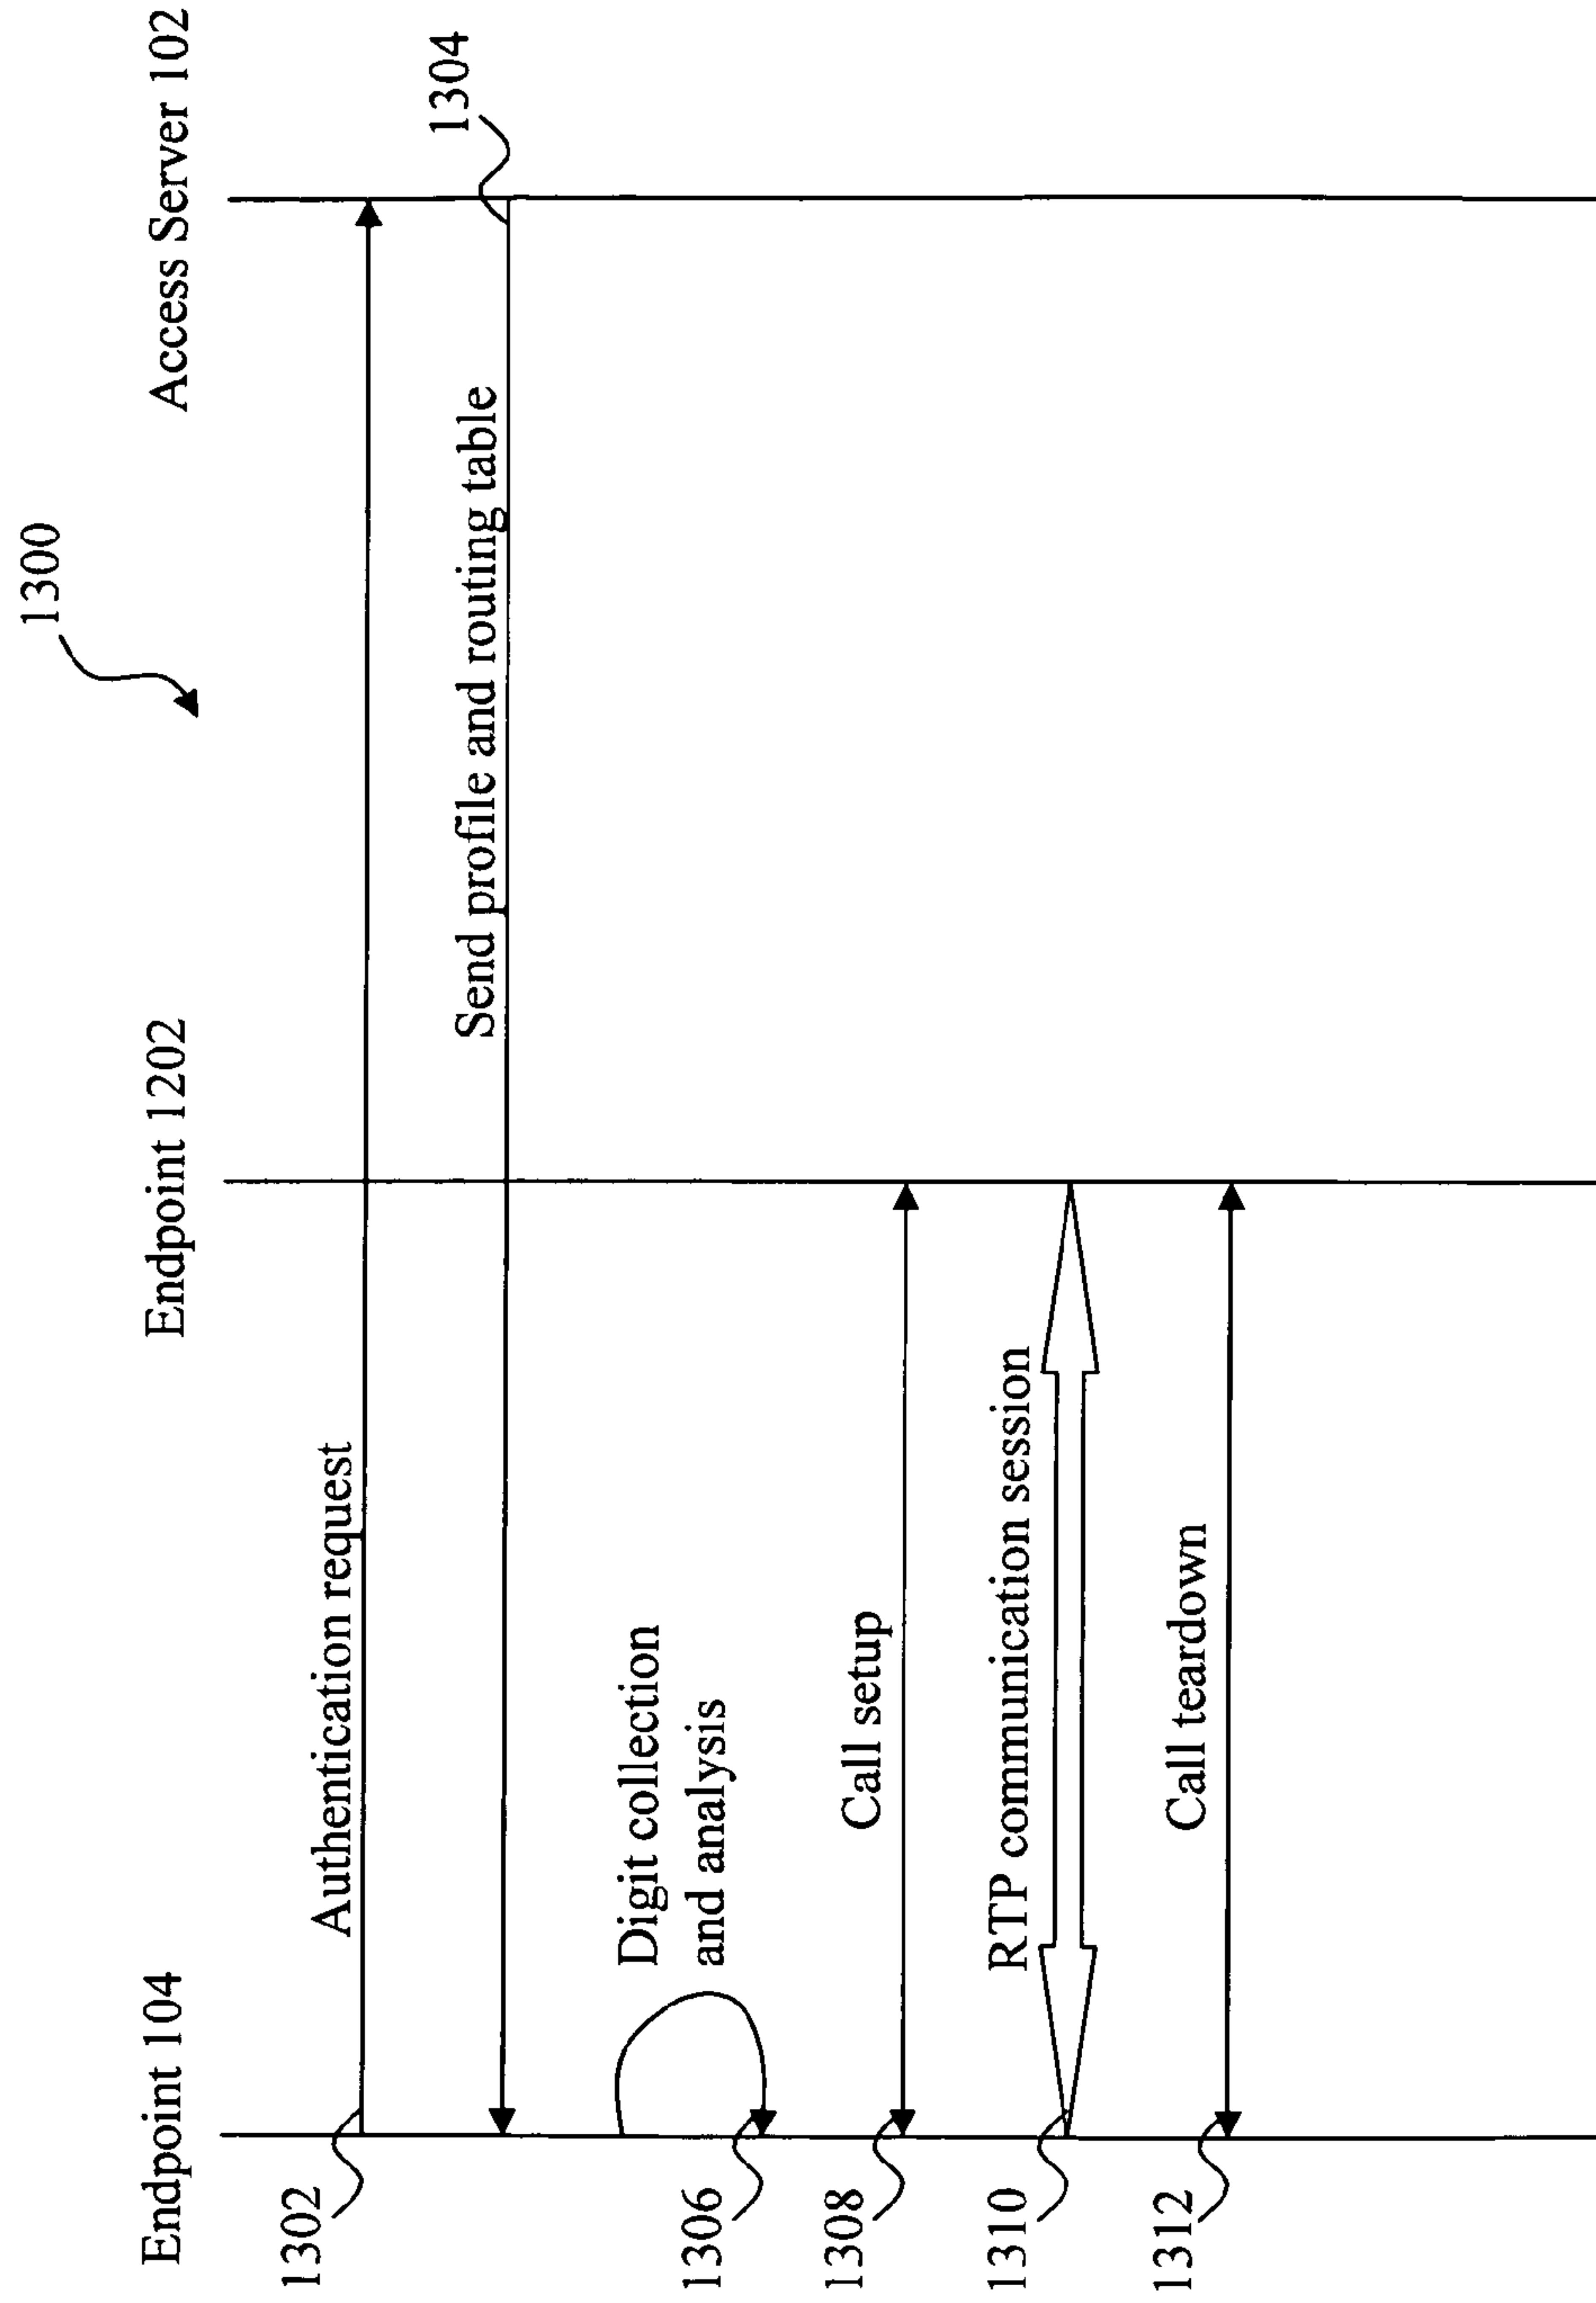 1300
Endpoint 104
Endpoint 1202
Access Server 102
1302
Authentication request
Send profile and routing table
1304
Digit collection
and analysis
1306
Call setup
1308
RTP communication session
1310
Call teardown
1312